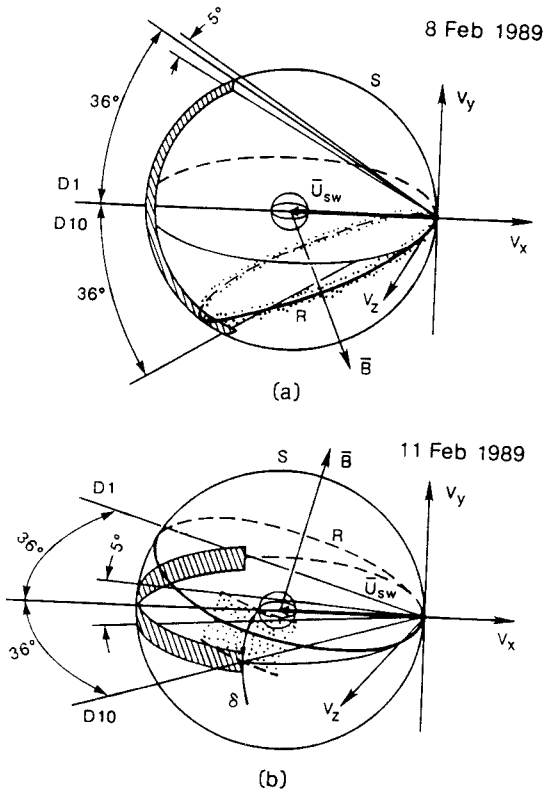 8 Feb 1989
5°
36°
S
V_y
D1
Ū_sw
D10
V_x
36°
V_z
R
B̄
(a)
11 Feb 1989
S
B̄
D1
V_y
R
36°
5°
Ū_sw
V_x
36°
V_z
D10
δ
(b)